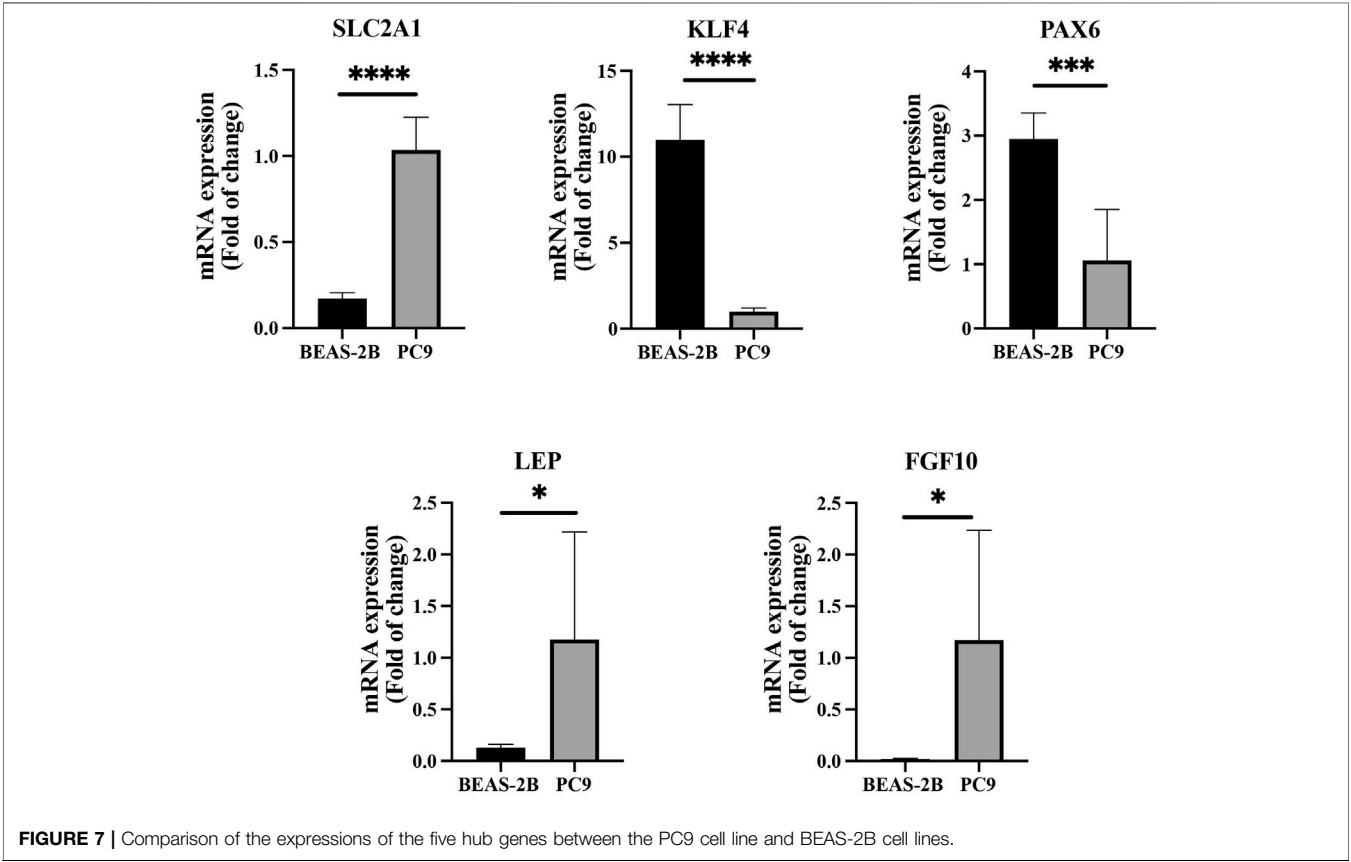 SLC2A1
****
mRNA expression
(Fold of change)
1.5
1.0
0.5
0.0
BEAS-2B PC9
KLF4
****
mRNA expression
(Fold of change)
15
10
5
0
BEAS-2B PC9
PAX6
***
mRNA expression
(Fold of change)
4
3
2
1
0
BEAS-2B PC9
LEP
*
mRNA expression
(Fold of change)
2.5
2.0
1.5
1.0
0.5
0.0
BEAS-2B PC9
FGF10
*
mRNA expression
(Fold of change)
2.5
2.0
1.5
1.0
0.5
0.0
BEAS-2B PC9
FIGURE 7 | Comparison of the expressions of the five hub genes between the PC9 cell line and BEAS-2B cell lines.